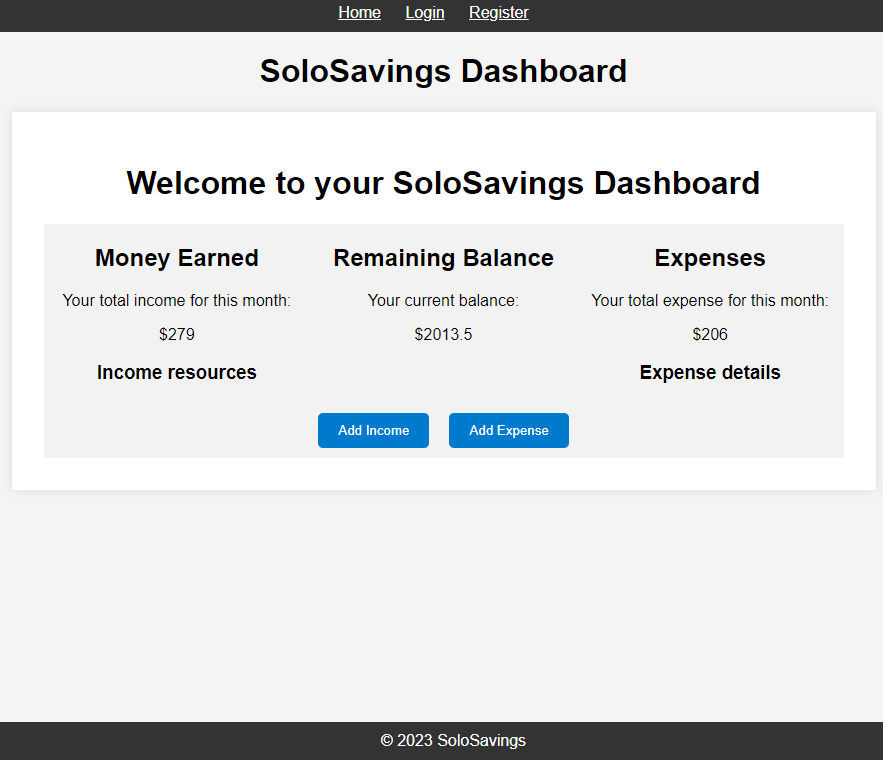 Home Login Register
SoloSavings Dashboard
Welcome to your SoloSavings Dashboard
Money Earned
Your total income for this month:
$279
Income resources
Remaining Balance
Your current balance:
$2013.5
Expenses
Your total expense for this month:
$206
Expense details
Add Income Add Expense
© 2023 SoloSavings